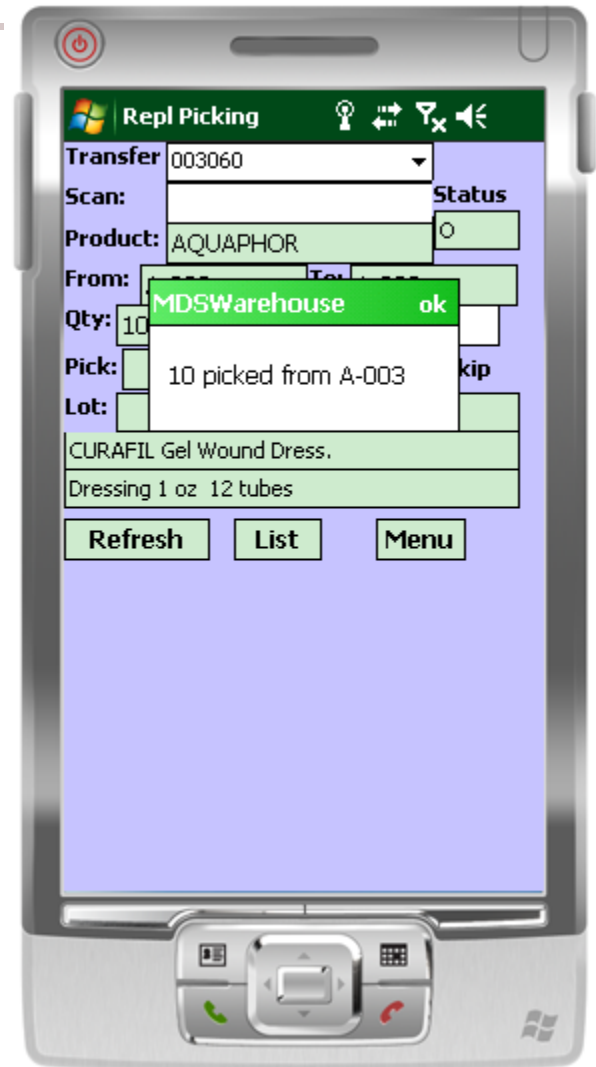 Repl Picking
Transfer 003060
Scan:
Status
Product: AQUAPHOR
O
From: To:
MDSWarehouse ok
Qty: 10
10 picked from A-003
Pick:
kip
Lot:
CURAFIL Gel Wound Dress.
Dressing 1 oz 12 tubes
Refresh List Menu